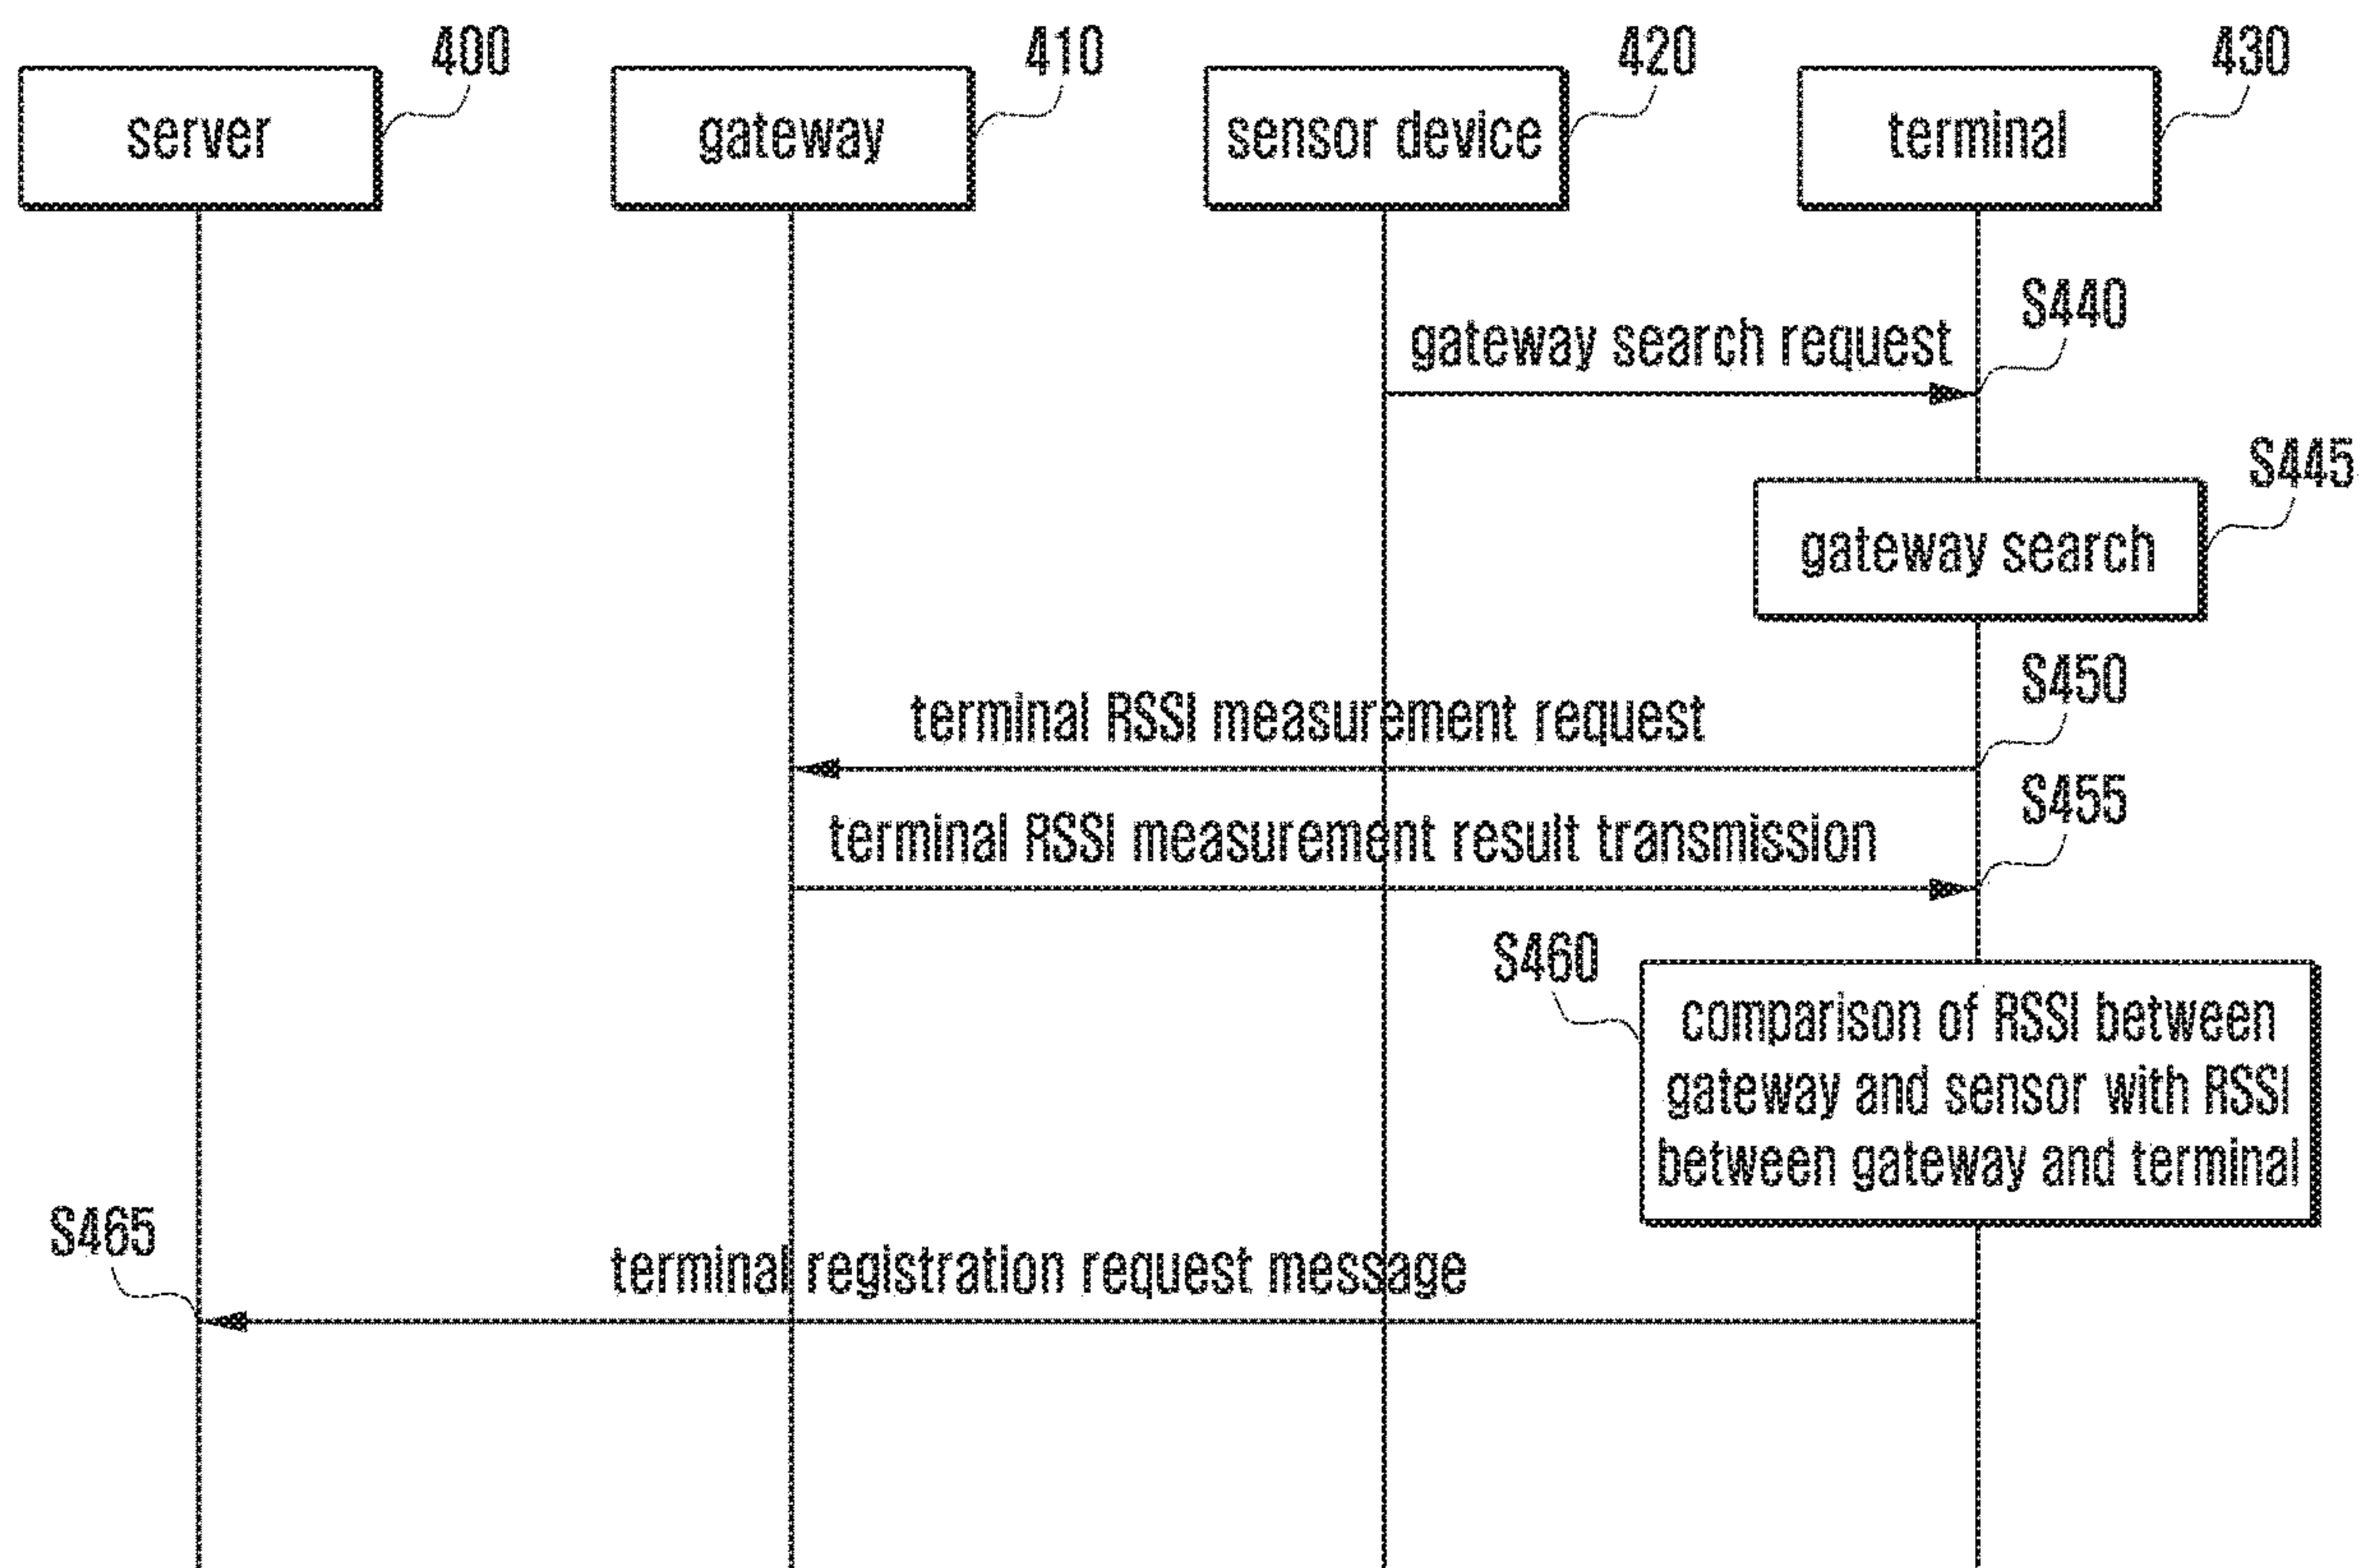 400
410
420
430
server
gateway
sensor device
terminal
S440
gateway search request
S445
gateway search
S450
terminal RSSI measurement request
S455
terminal RSSI measurement result transmission
S460
comparison of RSSI between
gateway and sensor with RSSI
between gateway and terminal
S465
terminal registration request message